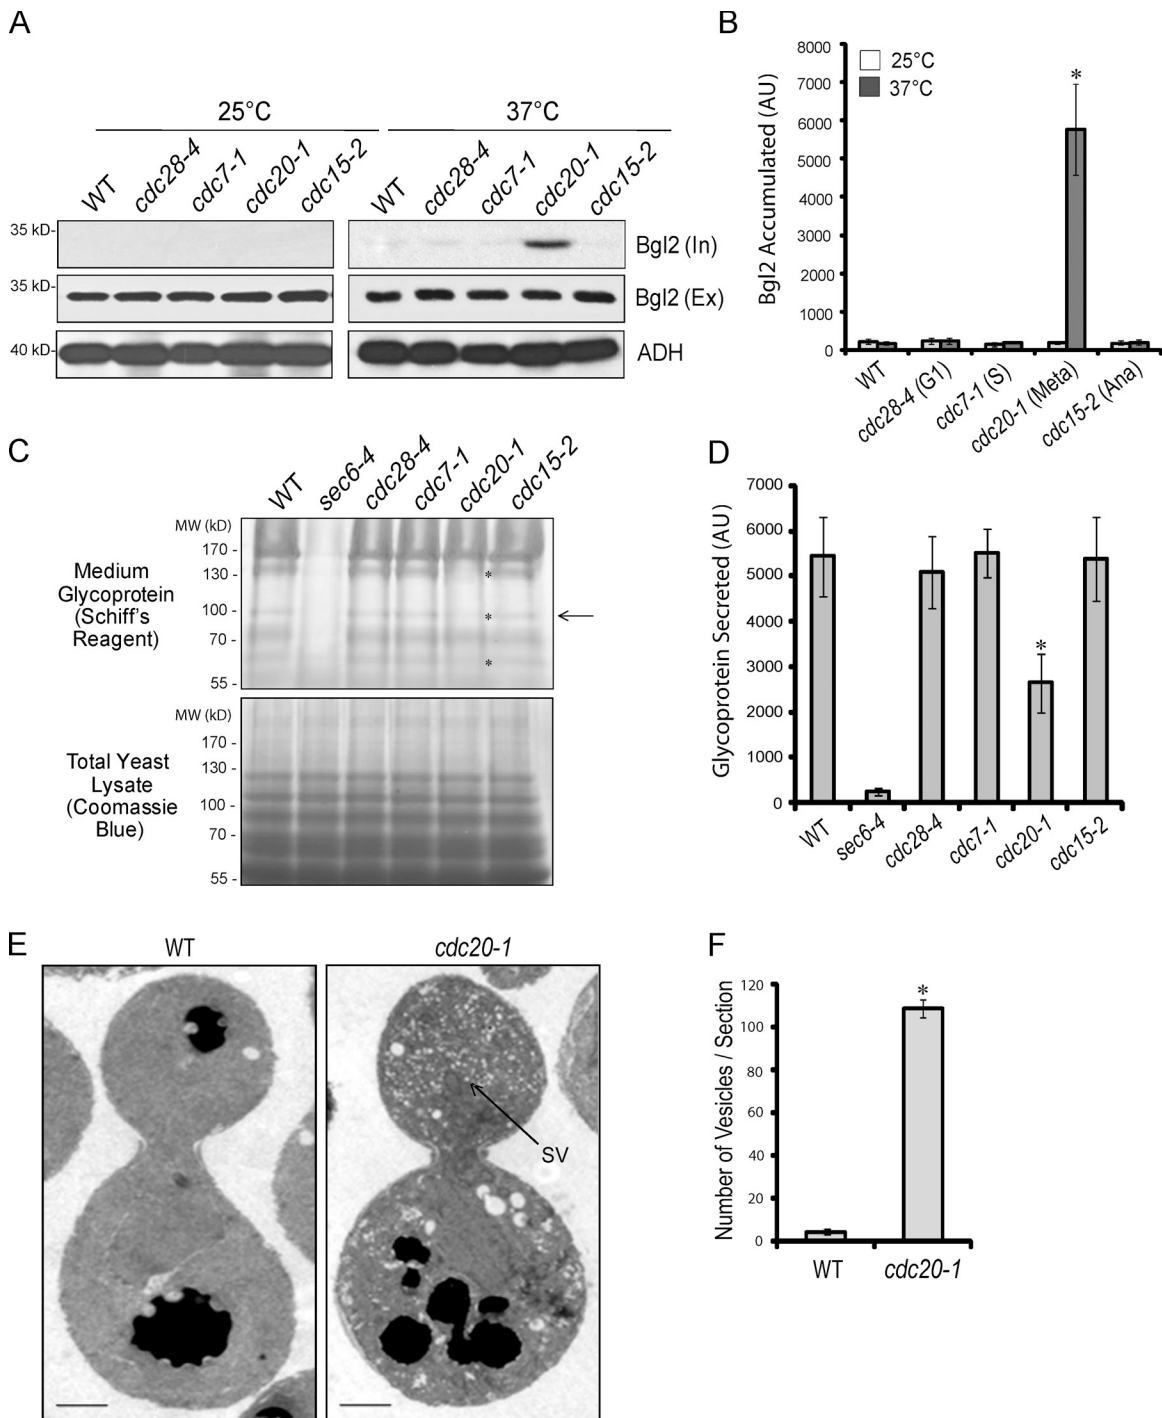 A
25°C
37°C
WT
cdc28-4
cdc7-1
cdc20-1
cdc15-2
WT
cdc28-4
cdc7-1
cdc20-1
cdc15-2
35 kD-
Bgl2 (In)
35 kD-
Bgl2 (Ex)
40 kD-
ADH
B
Bgl2 Accumulated (AU)
8000
7000
6000
5000
4000
3000
2000
1000
0
25°C
37°C
*
WT
cdc28-4 (G1)
cdc7-1 (S)
cdc20-1 (Meta)
cdc15-2 (Ana)
C
WT
sec6-4
cdc28-4
cdc7-1
cdc20-1
cdc15-2
MW (kD)
170 -
130 -
100 -
70 -
55 -
Medium
Glycoprotein
(Schiff's
Reagent)
*
*
*
MW (kD)
170 -
130 -
100 -
70 -
55 -
Total Yeast
Lysate
(Coomassie
Blue)
D
Glycoprotein Secreted (AU)
7000
6000
5000
4000
3000
2000
1000
0
*
WT
sec6-4
cdc28-4
cdc7-1
cdc20-1
cdc15-2
E
WT
cdc20-1
SV
F
Number of Vesicles / Section
120
100
80
60
40
20
0
*
WT
cdc20-1